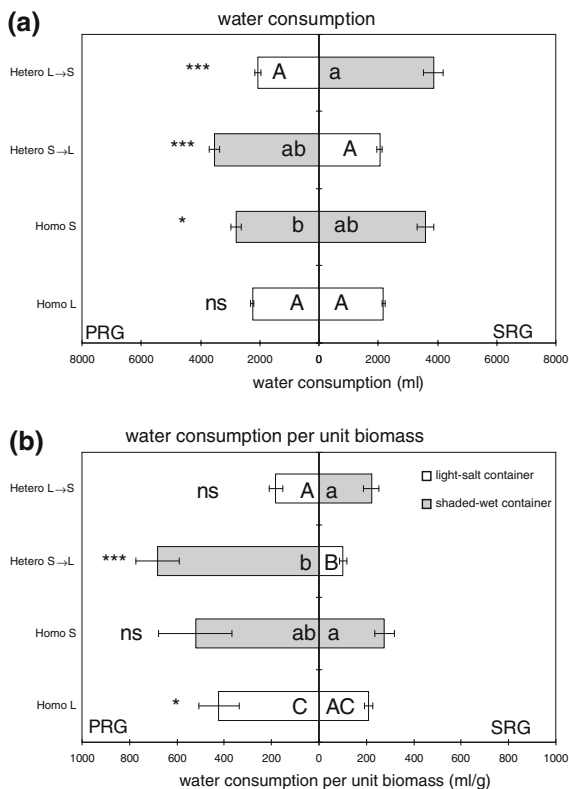 (a)
water consumption
Hetero L→S *** A a
Hetero S→L *** ab A
Homo S * b ab
Homo L ns A A
PRG SRG
8000 6000 4000 2000 0 2000 4000 6000 8000
water consumption (ml)
(b)
water consumption per unit biomass
light-salt container
shaded-wet container
Hetero L→S ns A a
Hetero S→L *** b B
Homo S ns ab a
Homo L * C AC
PRG SRG
1000 800 600 400 200 0 200 400 600 800 1000
water consumption per unit biomass (ml/g)